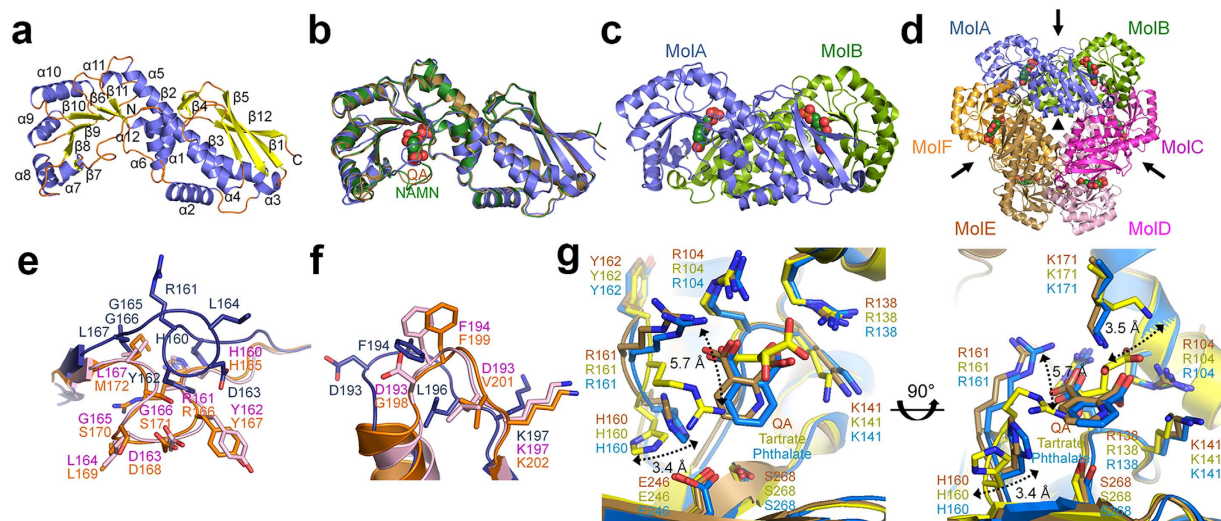 a
α11
α10
α5
β11
β2
β6
N
β10
β4
β5
α9
β9
α12
β12
β8
α6
α1
β3
β1
α8
α7
β7
C
α2
α4
α3
b
QA
NAMN
c
MolA
MolB
d
MolA
MolB
MolF
MolC
MolE
MolD
e
R161
G165
G166
L164
L167
H160
H160
H165
L167
M172
Y162
D163
R161
R166
G165
S170
G166
S171
Y162
Y167
L164
L169
D163
D168
f
F194
F199
F194
D193
D193
G198
L196
D193
V201
K197
K197
K202
g
Y162
Y162
Y162
R104
R104
R104
R138
R138
R138
5.7 Å
R161
R161
R161
H160
H160
H160
QA
Tartrate
Phthalate
K141
K141
K141
3.4 Å
E246
E246
E246
S268
S268
S268
90°
K171
K171
K171
3.5 Å
R104
R104
R104
R161
R161
R161
5.7 Å
QA
Tartrate
Phthalate
R138
R138
R138
K141
K141
K141
H160
H160
H160
3.4 Å
S268
S268
S268